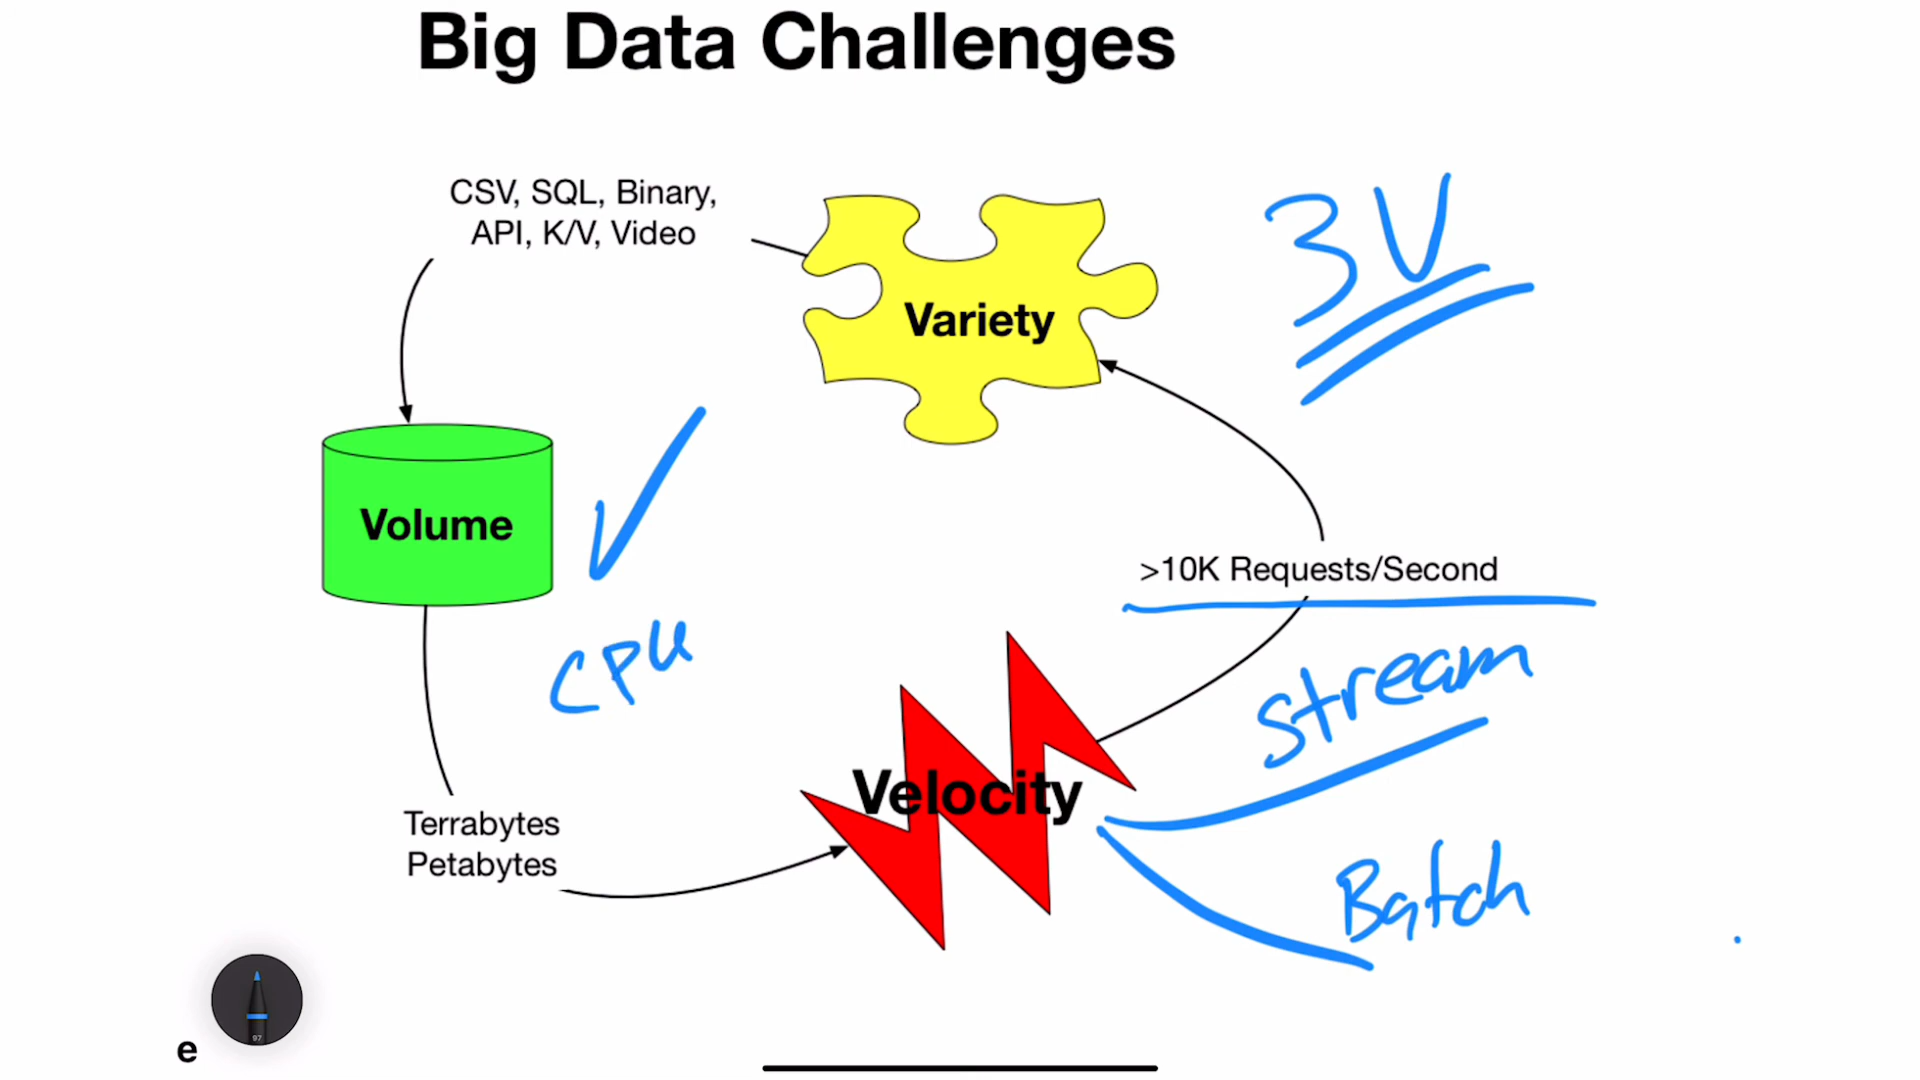 Big Data Challenges
CSV, SQL, Binary,
API, K/V, Video
Variety
3V
Volume
>10K Requests/Second
CPU
Stream
Velocity
Terrabytes
Petabytes
Batch
97
e